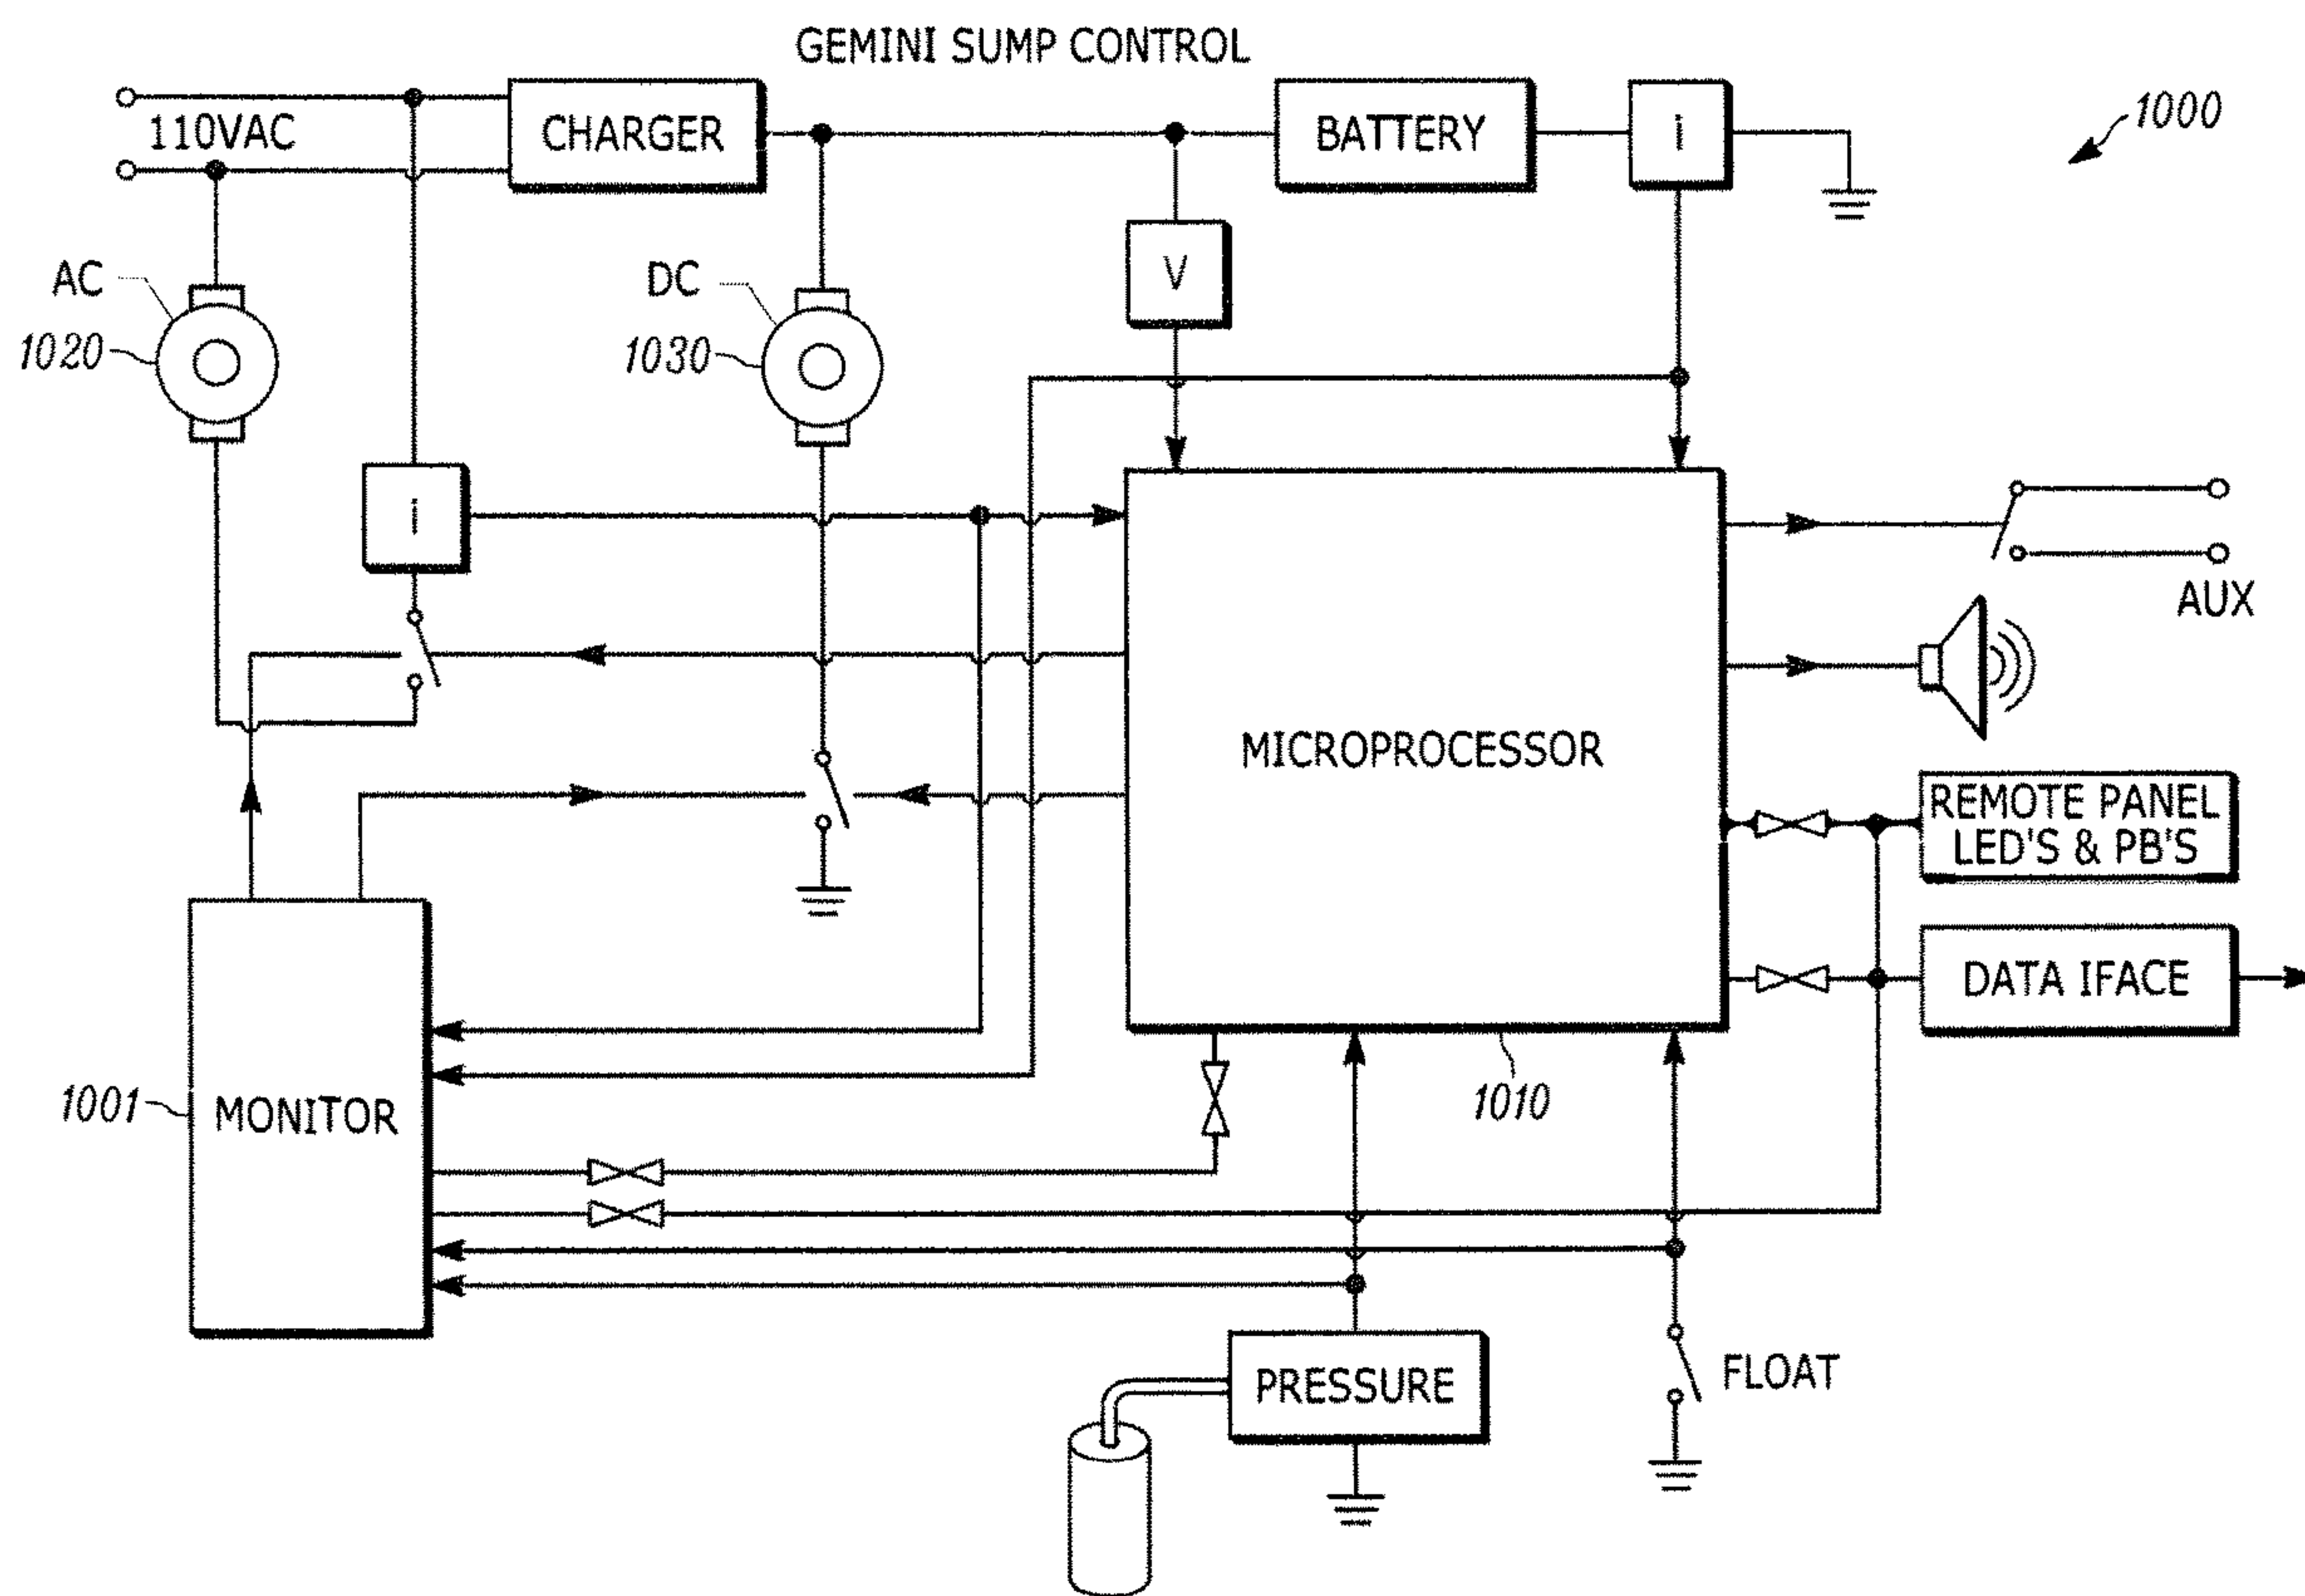 GEMINI SUMP CONTROL
110VAC
CHARGER
BATTERY
i
1000
AC
1020
DC
1030
V
i
AUX
MICROPROCESSOR
REMOTE PANEL
LED'S & PB'S
DATA IFACE
1001
MONITOR
1010
PRESSURE
FLOAT